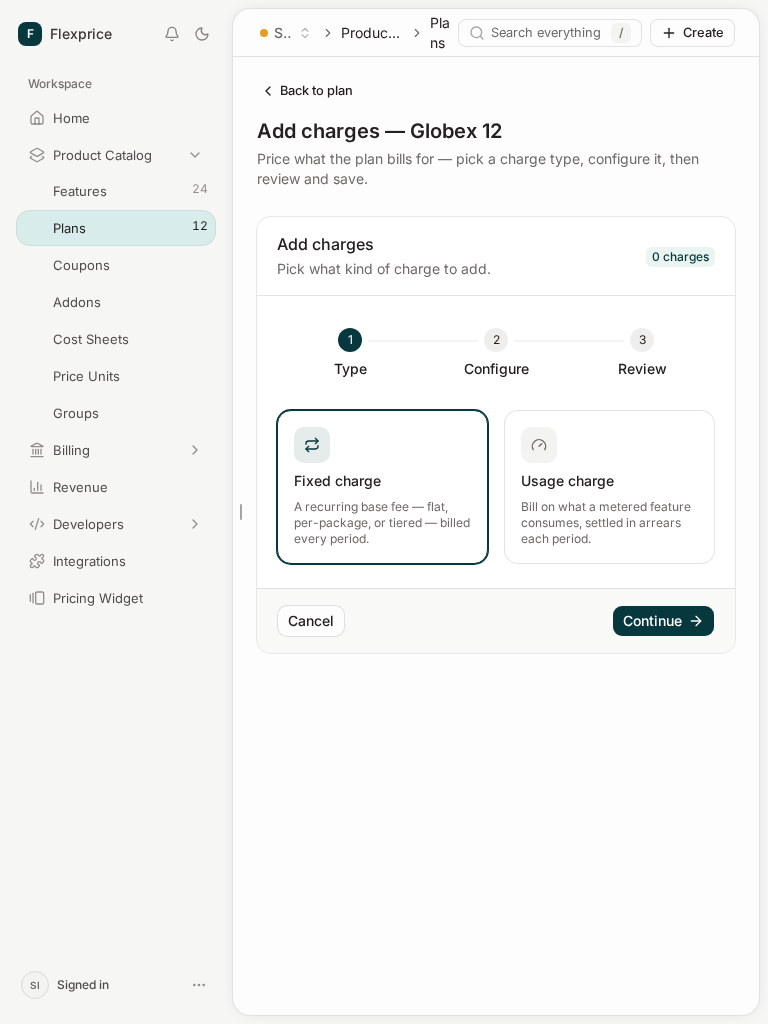 F Flexprice
Workspace
Home
Product Catalog
Features 24
Plans 12
Coupons
Addons
Cost Sheets
Price Units
Groups
Billing
Revenue
Developers
Integrations
Pricing Widget
SI Signed in
S.. Produc... Pla
ns
Search everything /
Create
Back to plan
Add charges — Globex 12
Price what the plan bills for — pick a charge type, configure it, then
review and save.
Add charges
Pick what kind of charge to add.
0 charges
1 2 3
Type Configure Review
Fixed charge
A recurring base fee — flat,
per-package, or tiered — billed
every period.
Usage charge
Bill on what a metered feature
consumes, settled in arrears
each period.
Cancel
Continue